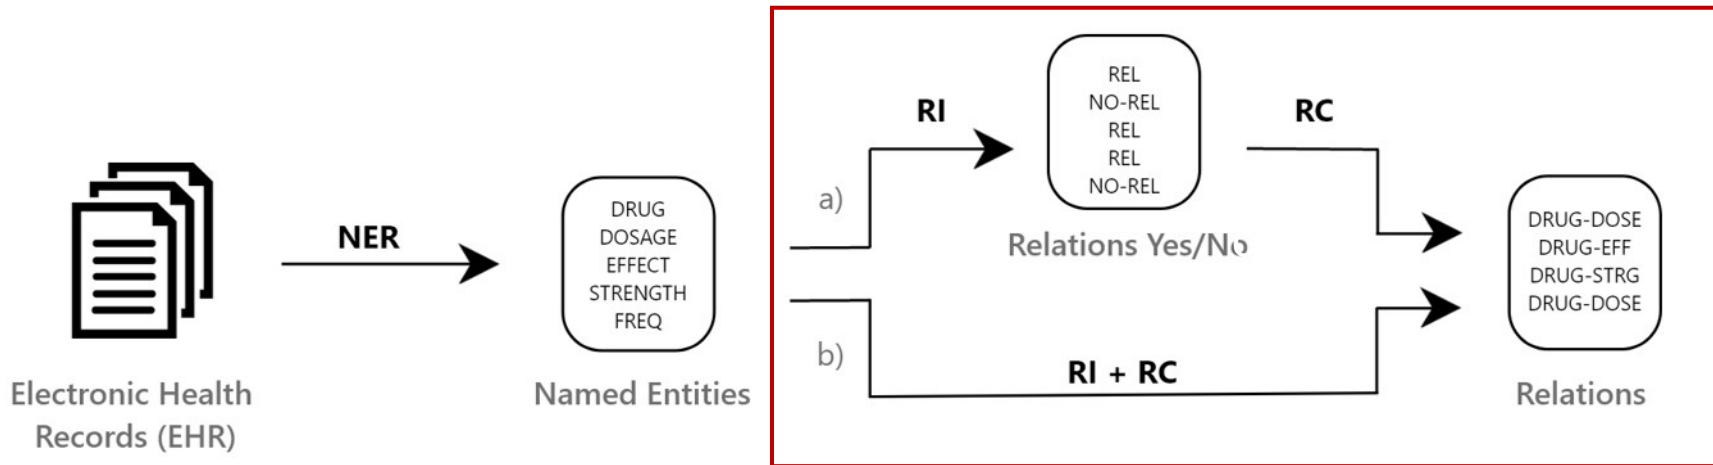 Electronic Health
Records (EHR)
NER
DRUG
DOSAGE
EFFECT
STRENGTH
FREQ
Named Entities
a)
RI
REL
NO-REL
REL
REL
NO-REL
Relations Yes/No
RC
b)
RI + RC
DRUG-DOSE
DRUG-EFF
DRUG-STRG
DRUG-DOSE
Relations